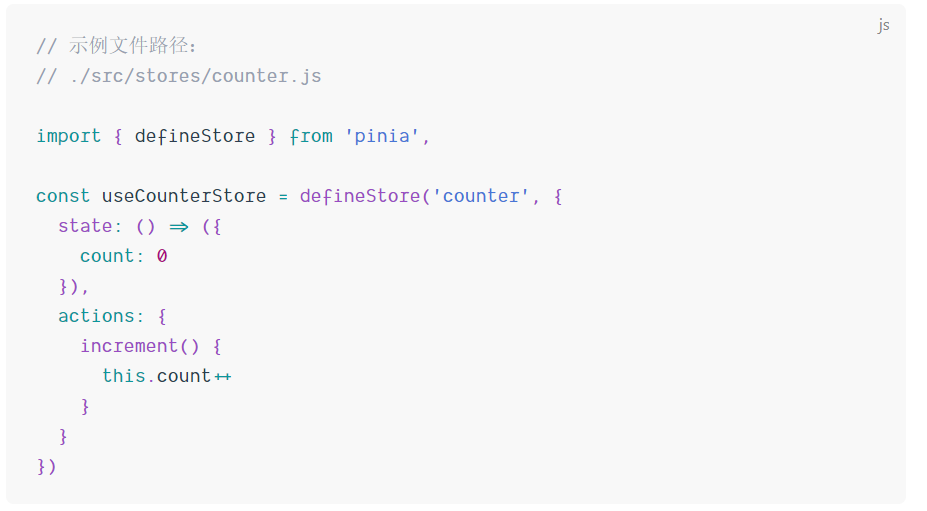 js
// 示例文件路径：
// ./src/stores/counter.js
import { defineStore } from 'pinia',
const useCounterStore = defineStore('counter', {
  state: () => ({
    count: 0
  }),
  actions: {
    increment() {
      this.count++
    }
  }
})